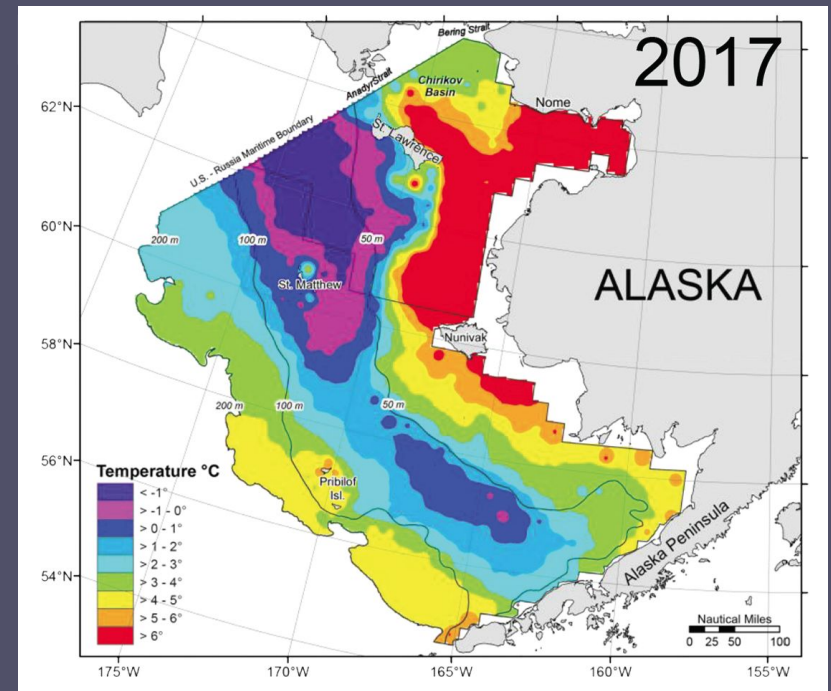 2017
Bering Strait
Anadyr Strait
Chirikov
Basin
Nome
62°N
U.S. - Russia Maritime Boundary
St. Lawrence
60°N
200 m
100 m
50 m
St. Matthew
ALASKA
58°N
Nunivak
200 m
100 m
50 m
56°N
Temperature °C
< -1°
> -1 - 0°
> 0 - 1°
> 1 - 2°
> 2 - 3°
> 3 - 4°
> 4 - 5°
> 5 - 6°
> 6°
Pribilof
Isl.
Alaska Peninsula
54°N
Nautical Miles
0 25 50 100
175°W 170°W 165°W 160°W 155°W